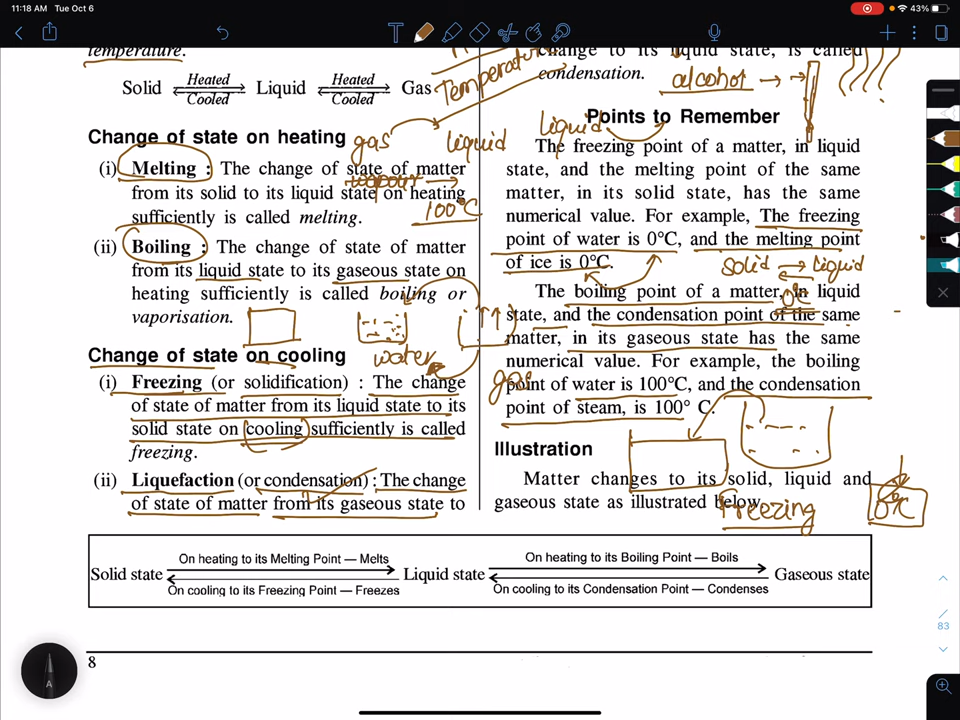 11:18 AM Tue Oct 6
43%
temperature.
Solid Heated Cooled Liquid Heated Cooled Gas
Temperature
Change of state on heating
gas liquid
(i) Melting : The change of state of matter
from its solid to its liquid state on heating
sufficiently is called melting.
100°C
(ii) Boiling : The change of state of matter
from its liquid state to its gaseous state on
heating sufficiently is called boiling or
vaporisation.
water
Change of state on cooling
(i) Freezing (or solidification) : The change
of state of matter from its liquid state to its
solid state on cooling sufficiently is called
freezing.
(ii) Liquefaction (or condensation) : The change
of state of matter from its gaseous state to
change to its liquid state, is called
condensation.
alcohol
Points to Remember
liquid
The freezing point of a matter, in liquid
state, and the melting point of the same
matter, in its solid state, has the same
numerical value. For example, The freezing
point of water is 0°C, and the melting point
of ice is 0°C.
solid liquid
0°C
The boiling point of a matter, in liquid
state, and the condensation point of the same
matter, in its gaseous state has the same
numerical value. For example, the boiling
gas
point of water is 100°C, and the condensation
point of steam, is 100° C.
Illustration
Matter changes to its solid, liquid and
gaseous state as illustrated below.
Freezing
On heating to its Melting Point — Melts
On heating to its Boiling Point — Boils
Solid state Liquid state Gaseous state
On cooling to its Freezing Point — Freezes
On cooling to its Condensation Point — Condenses
8
83
A